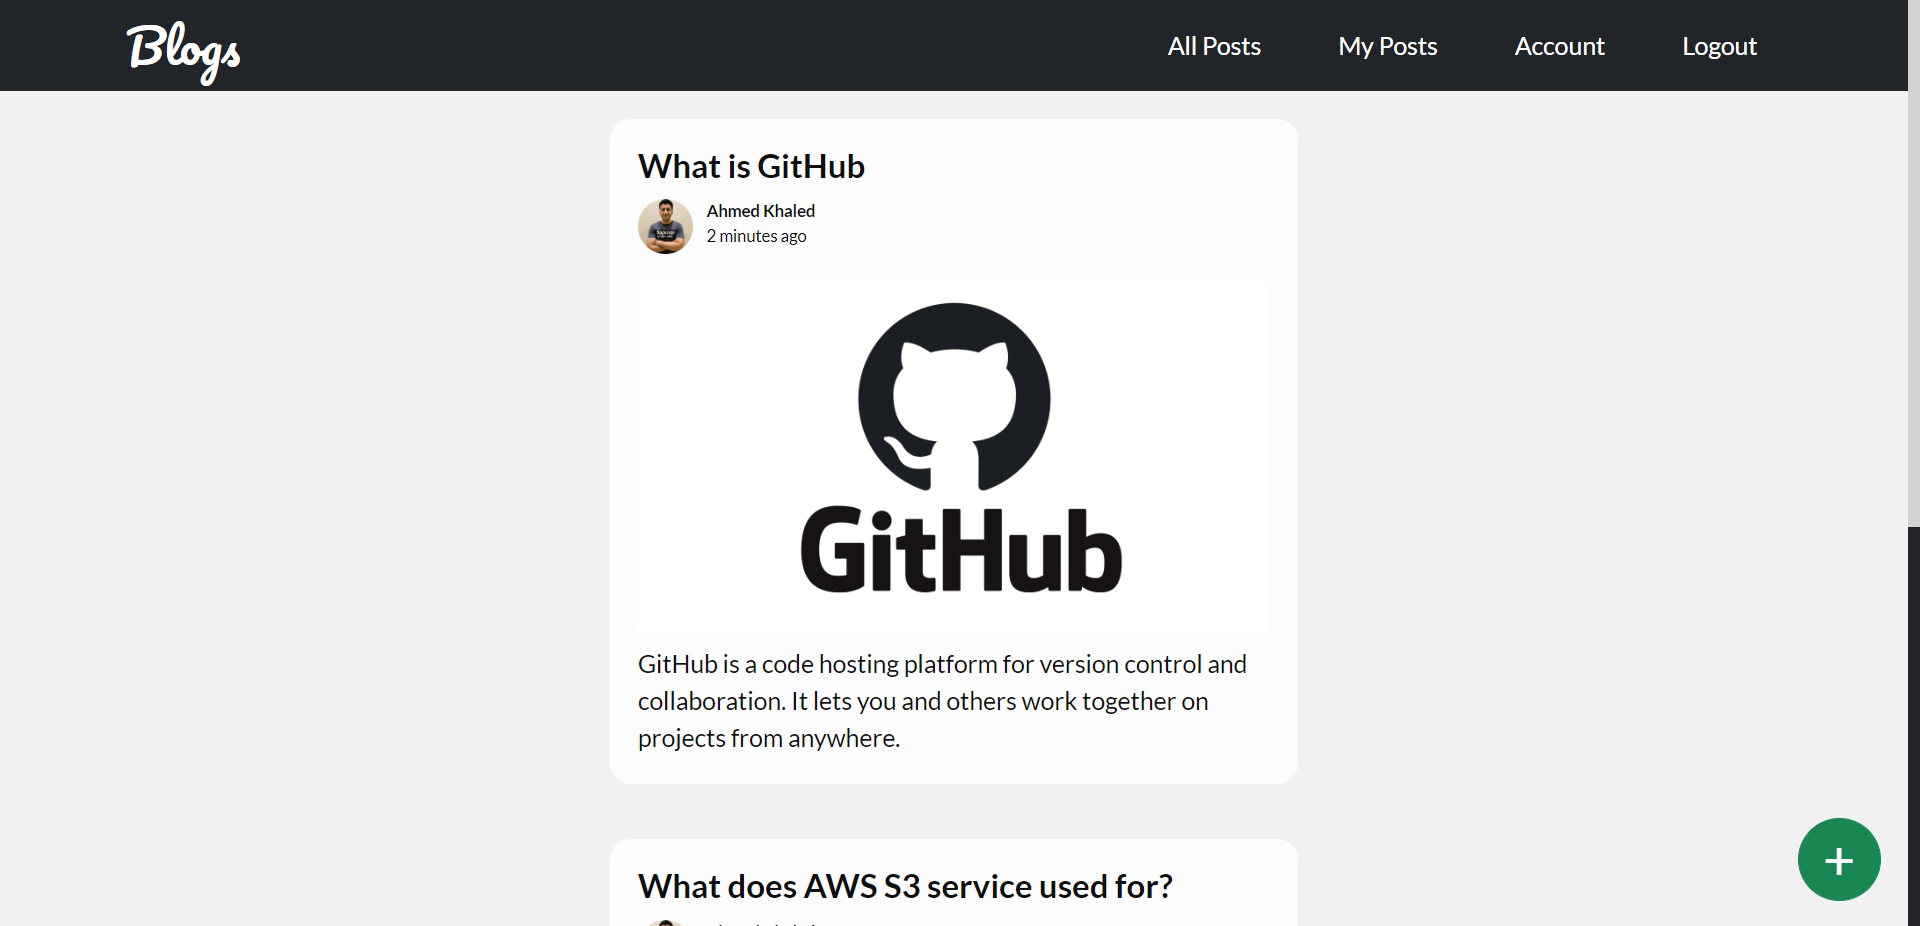 Blogs
All Posts
My Posts
Account
Logout
What is GitHub
Ahmed Khaled
2 minutes ago
GitHub
GitHub is a code hosting platform for version control and
collaboration. It lets you and others work together on
projects from anywhere.
What does AWS S3 service used for?
+